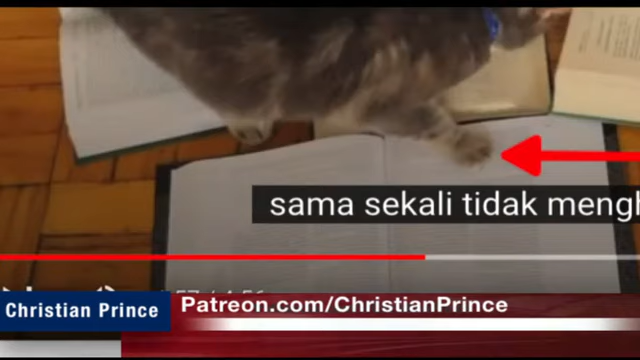 sama sekali tidak mengh
Christian Prince
Patreon.com/ChristianPrince